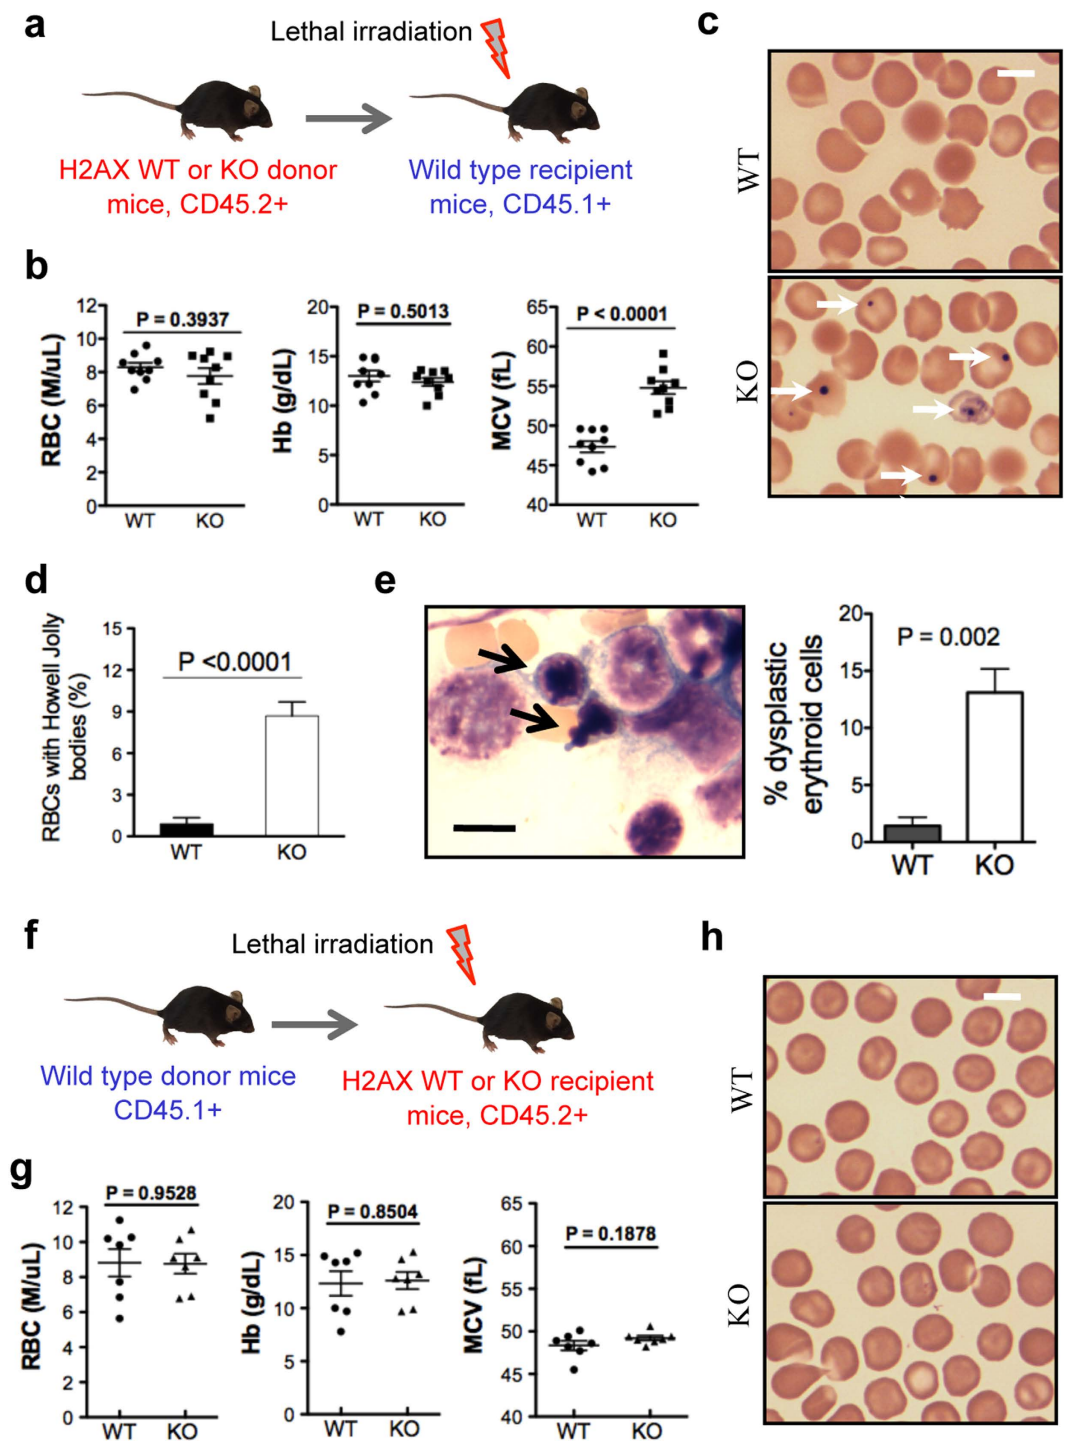 a
Lethal irradiation
H2AX WT or KO donor
mice, CD45.2+
Wild type recipient
mice, CD45.1+
b
RBC (M/uL)
12
10
8
6
4
2
0
P = 0.3937
WT
KO
Hb (g/dL)
20
15
10
5
0
P = 0.5013
WT
KO
MCV (fL)
65
60
55
50
45
40
P < 0.0001
WT
KO
c
WT
KO
d
RBCs with Howell Jolly
bodies (%)
15
12
9
6
3
0
P <0.0001
WT
KO
e
% dysplastic
erythroid cells
20
15
10
5
0
P = 0.002
WT
KO
f
Lethal irradiation
Wild type donor mice
CD45.1+
H2AX WT or KO recipient
mice, CD45.2+
g
RBC (M/uL)
12
10
8
6
4
2
0
P = 0.9528
WT
KO
Hb (g/dL)
20
15
10
5
0
P = 0.8504
WT
KO
MCV (fL)
65
60
55
50
45
40
P = 0.1878
WT
KO
h
WT
KO